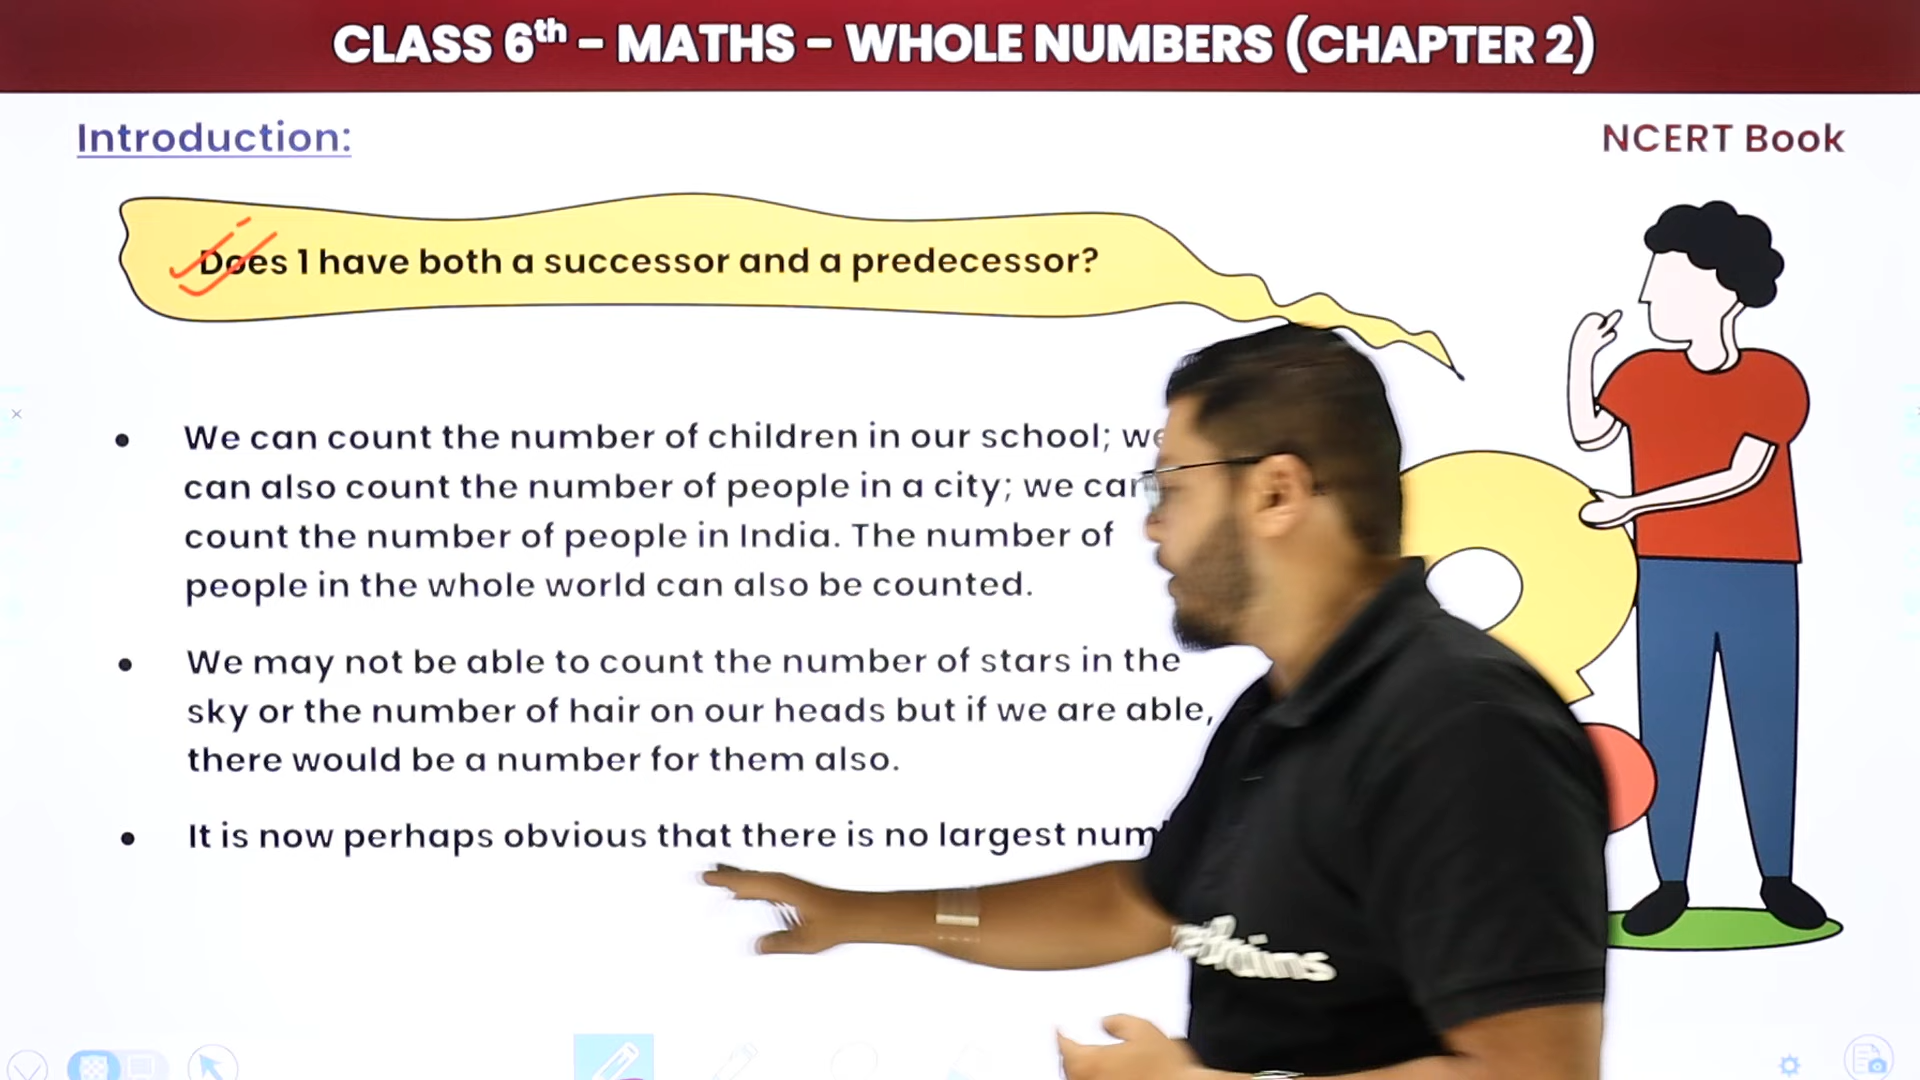 CLASS 6th – MATHS – WHOLE NUMBERS (CHAPTER 2)
Introduction:
NCERT Book
Does 1 have both a successor and a predecessor?
We can count the number of children in our school; we
can also count the number of people in a city; we can
count the number of people in India. The number of
people in the whole world can also be counted.
We may not be able to count the number of stars in the
sky or the number of hair on our heads but if we are able,
there would be a number for them also.
It is now perhaps obvious that there is no largest